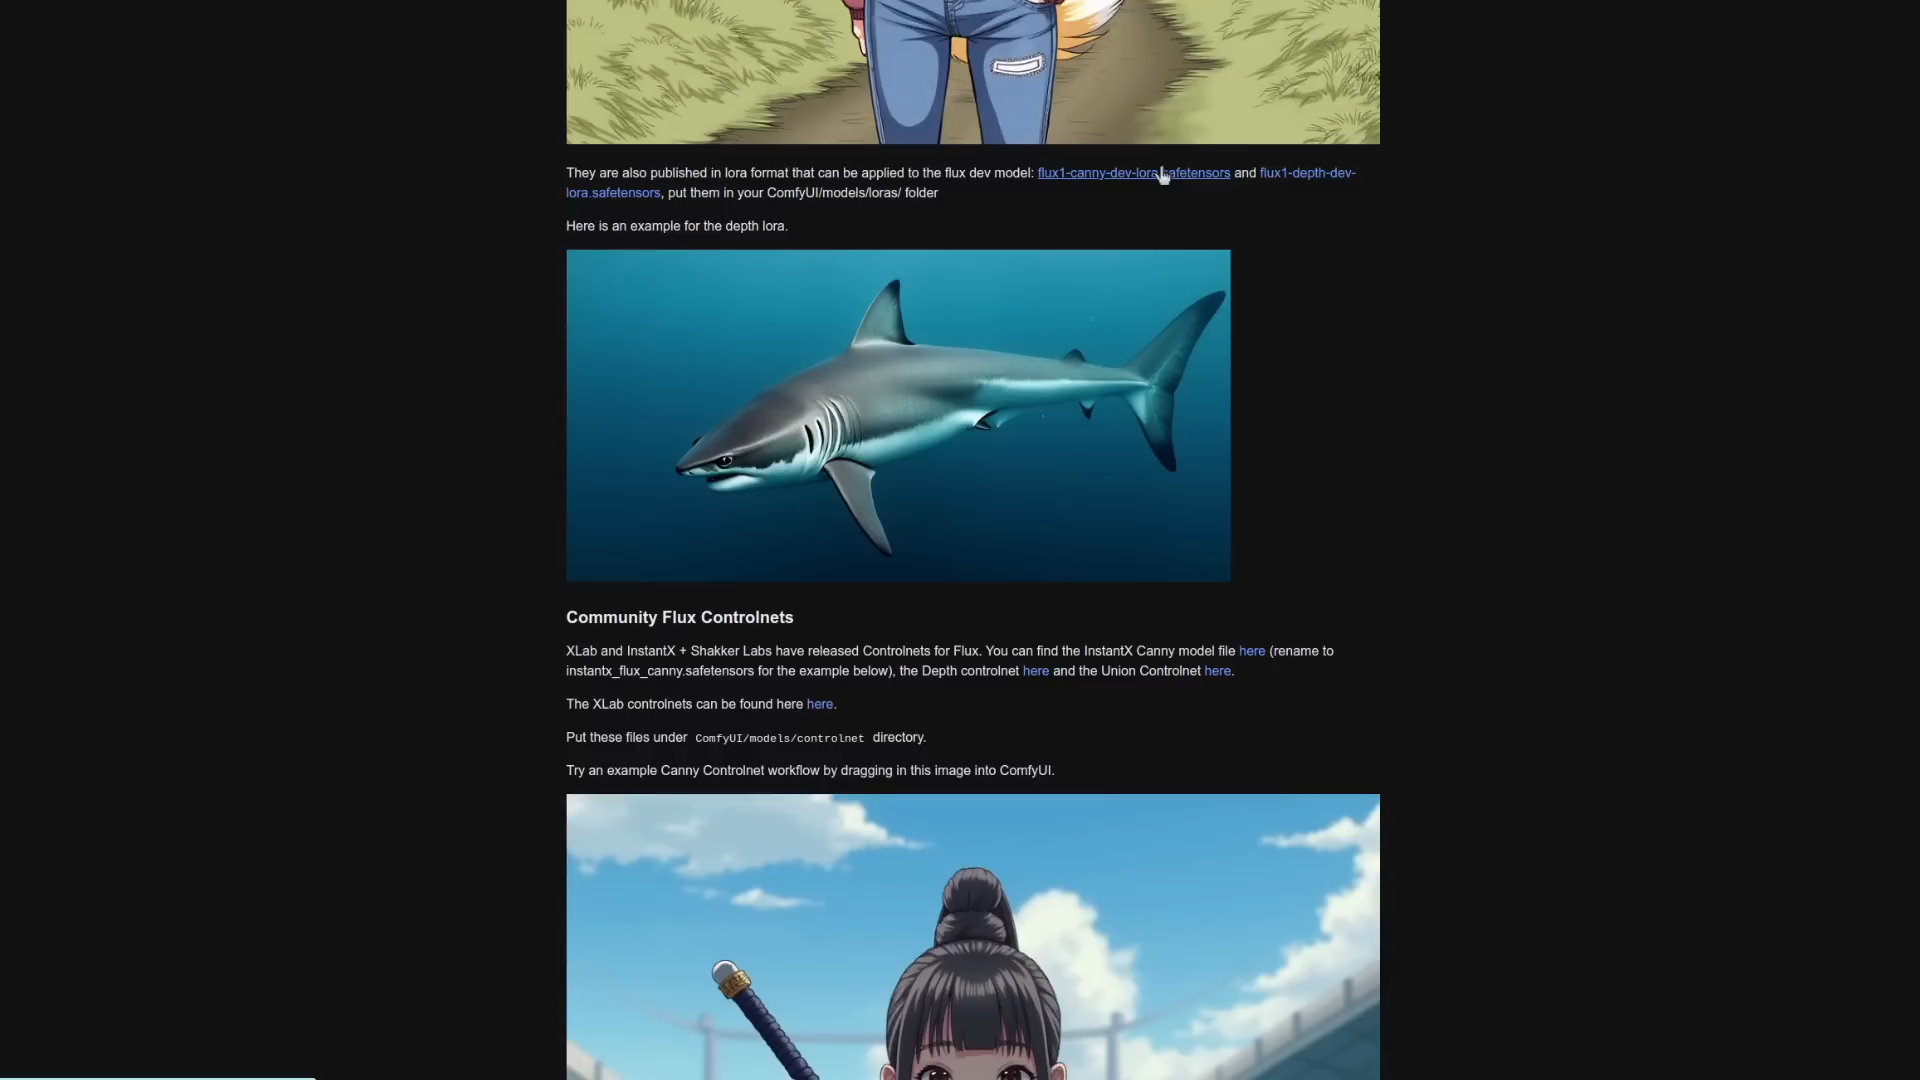 They are also published in lora format that can be applied to the flux dev model: flux1-canny-dev-lora.safetensors and flux1-depth-dev-
lora.safetensors, put them in your ComfyUI/models/loras/ folder
Here is an example for the depth lora.
Community Flux Controlnets
XLab and InstantX + Shakker Labs have released Controlnets for Flux. You can find the InstantX Canny model file here (rename to
instantx_flux_canny.safetensors for the example below), the Depth controlnet here and the Union Controlnet here.
The XLab controlnets can be found here here.
Put these files under ComfyUI/models/controlnet directory.
Try an example Canny Controlnet workflow by dragging in this image into ComfyUI.